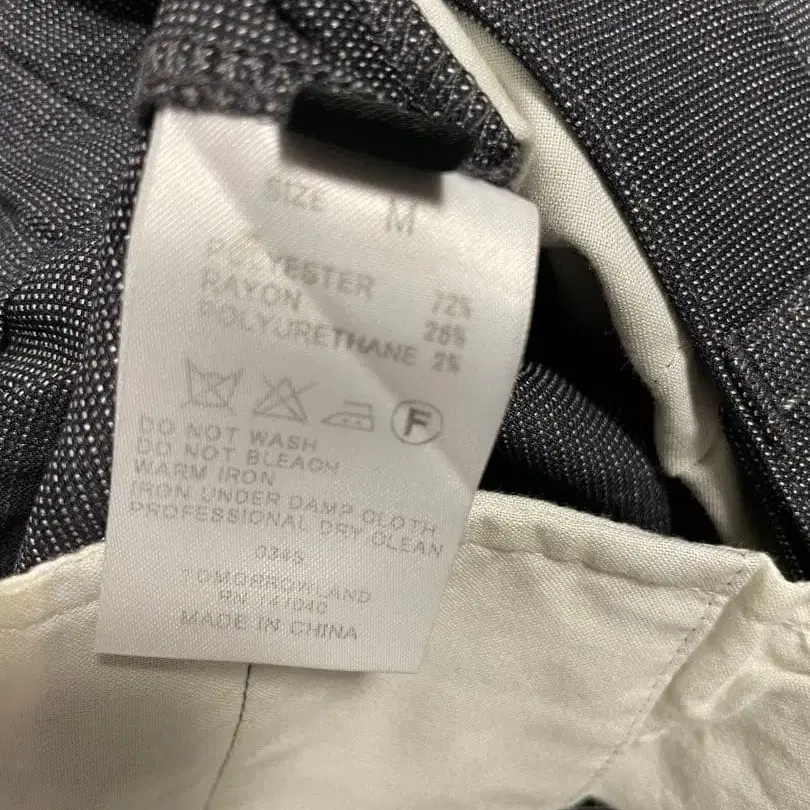 SIZE M
POLYESTER 72%
RAYON 26%
POLYURETHANE 2%
F
DO NOT WASH
DO NOT BLEACH
WARM IRON
IRON UNDER DAMP CLOTH
PROFESSIONAL DRY CLEAN
0345
TOMORROWLAND
RN 147040
MADE IN CHINA